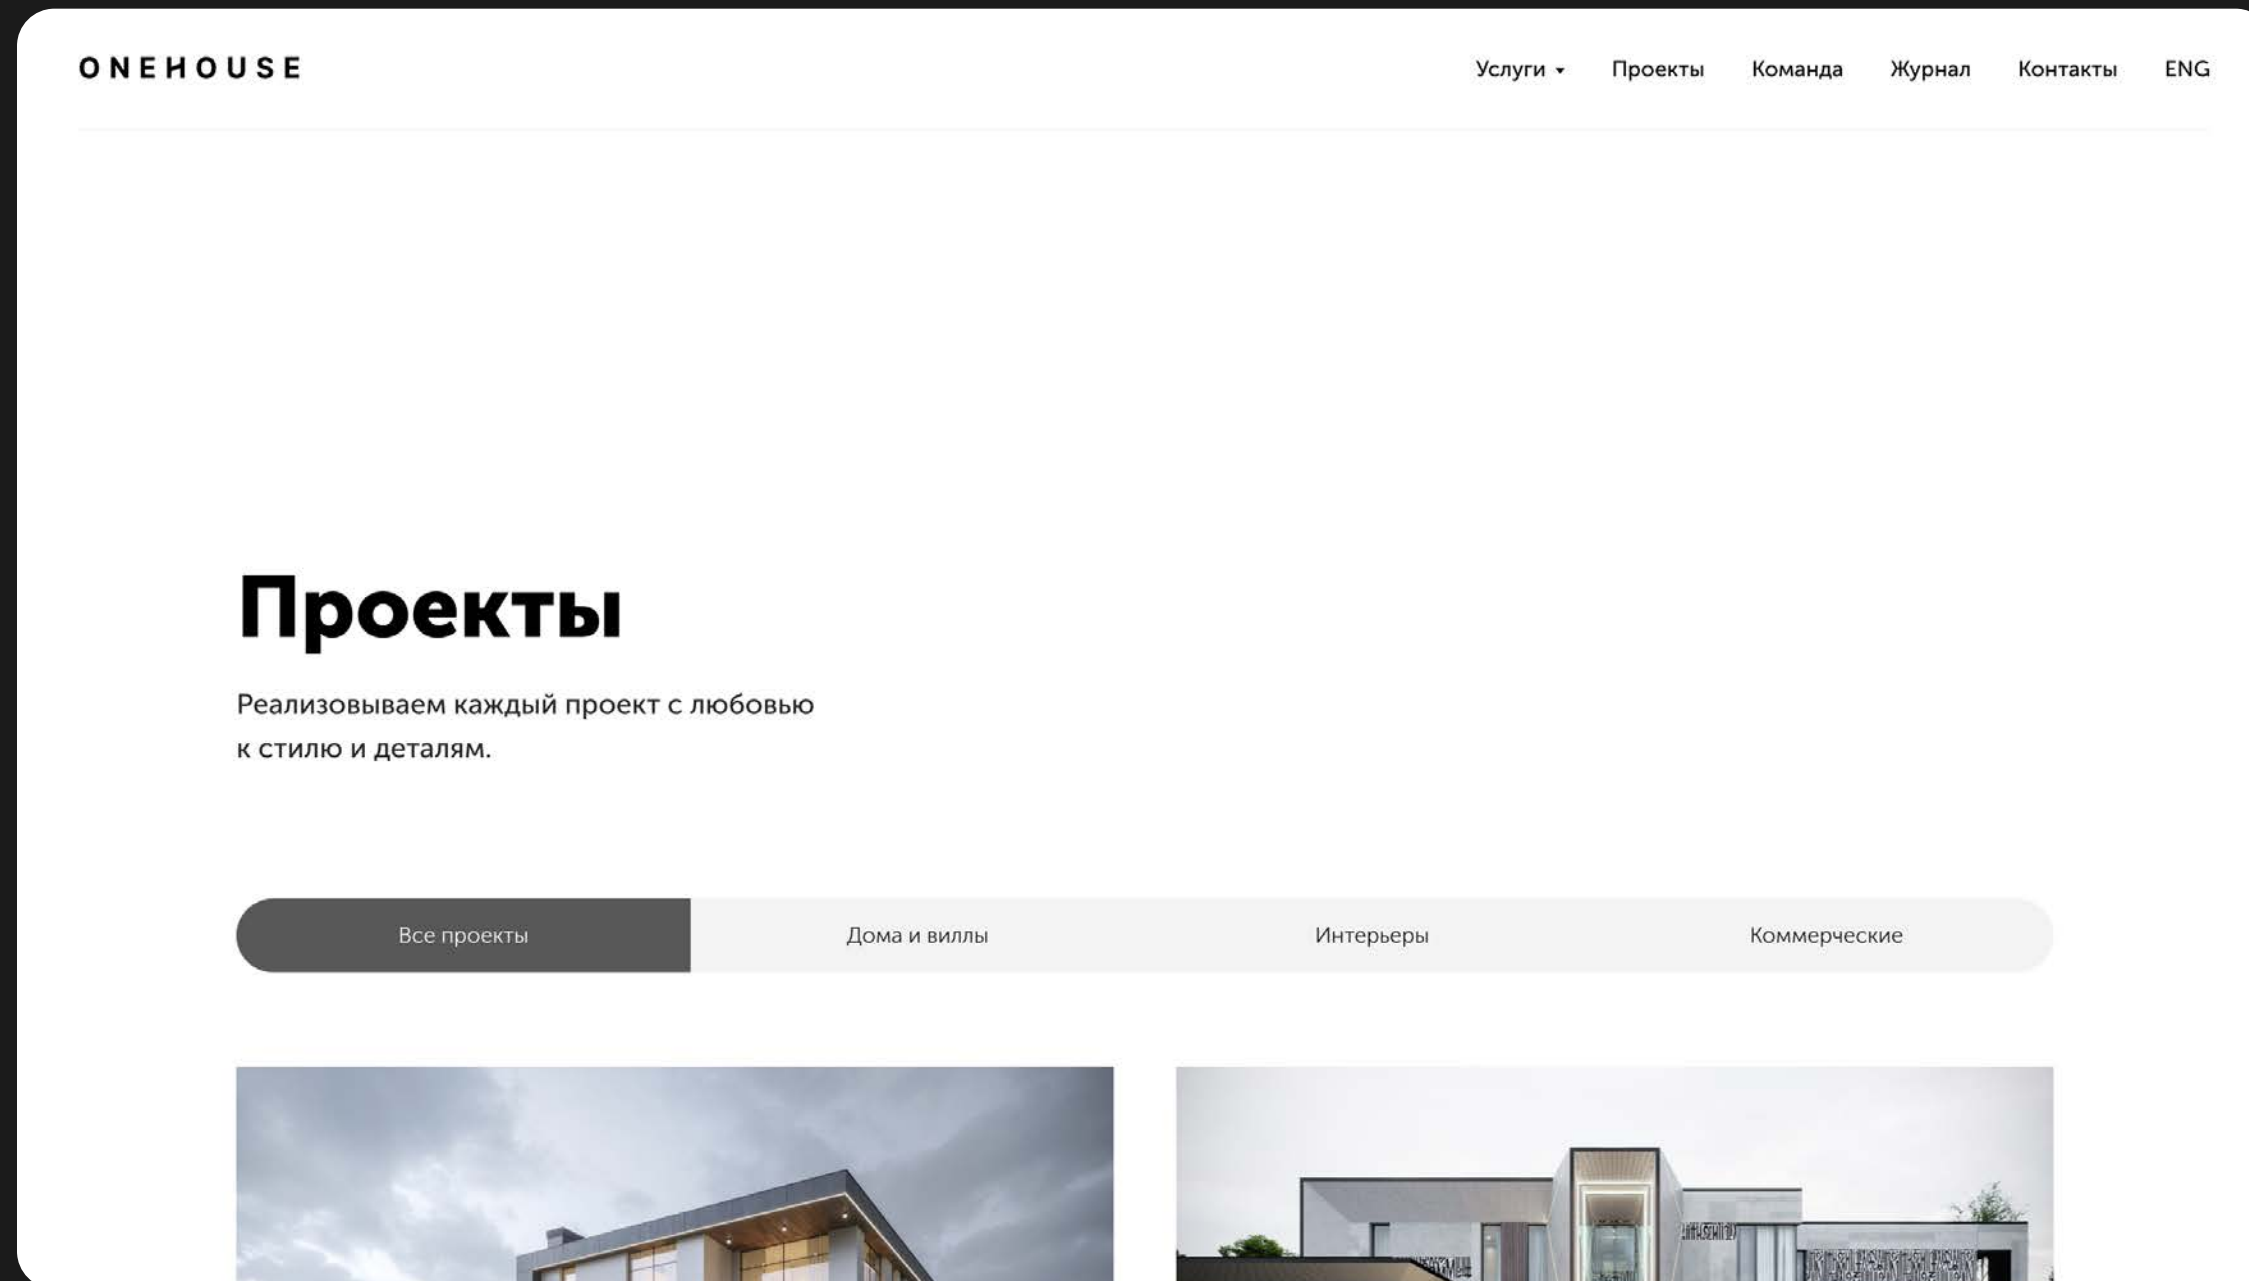 ONEHOUSE
Услуги Проекты Команда Журнал Контакты ENG
Проекты
Реализовываем каждый проект с любовью
к стилю и деталям.
Все проекты Дома и виллы Интерьеры Коммерческие